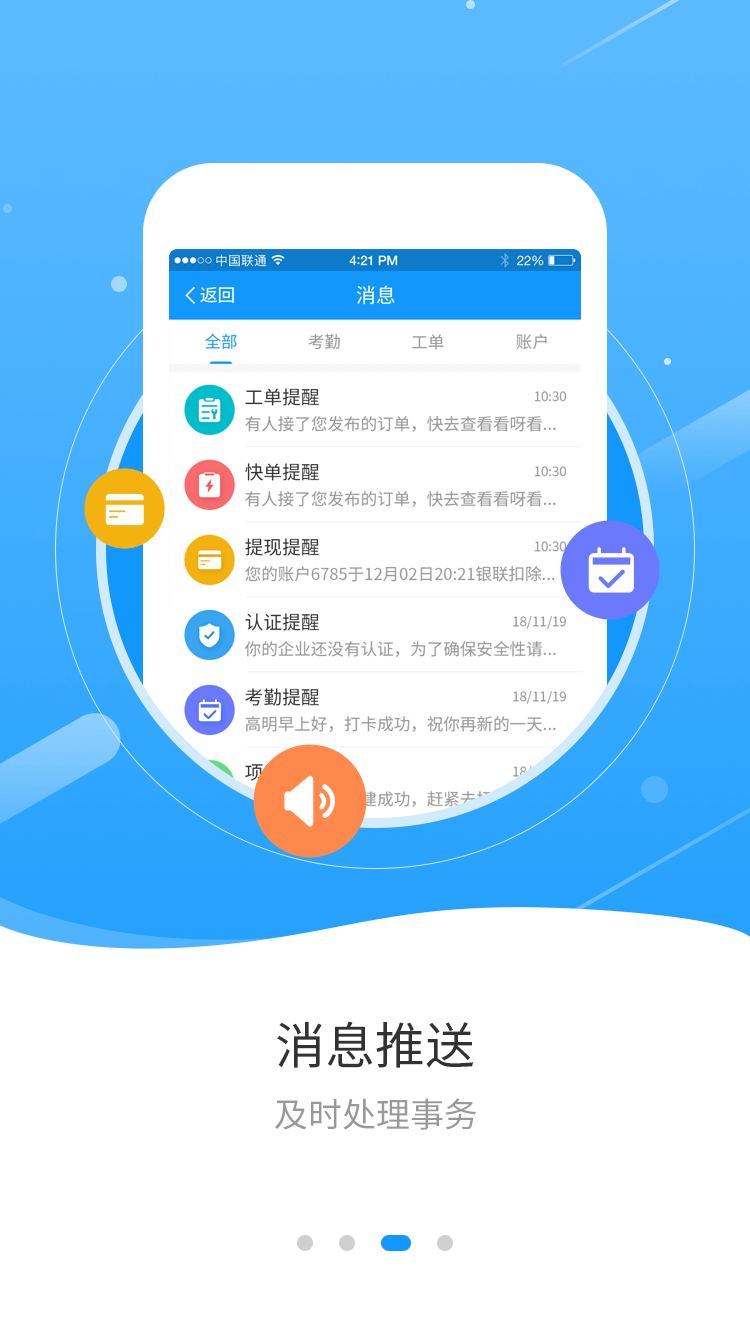 中国联通 4:21 PM 22%
返回 消息
全部 考勤 工单 账户
工单提醒 10:30
有人接了您发布的订单，快去查看看呀看...
快单提醒 10:30
有人接了您发布的订单，快去查看看呀看...
提现提醒 10:30
您的账户6785于12月02日20:21银联扣除...
认证提醒 18/11/19
你的企业还没有认证，为了确保安全性请...
考勤提醒 18/11/19
高明早上好，打卡成功，祝你再新的一天...
项 18/
建成功，赶紧去
消息推送
及时处理事务